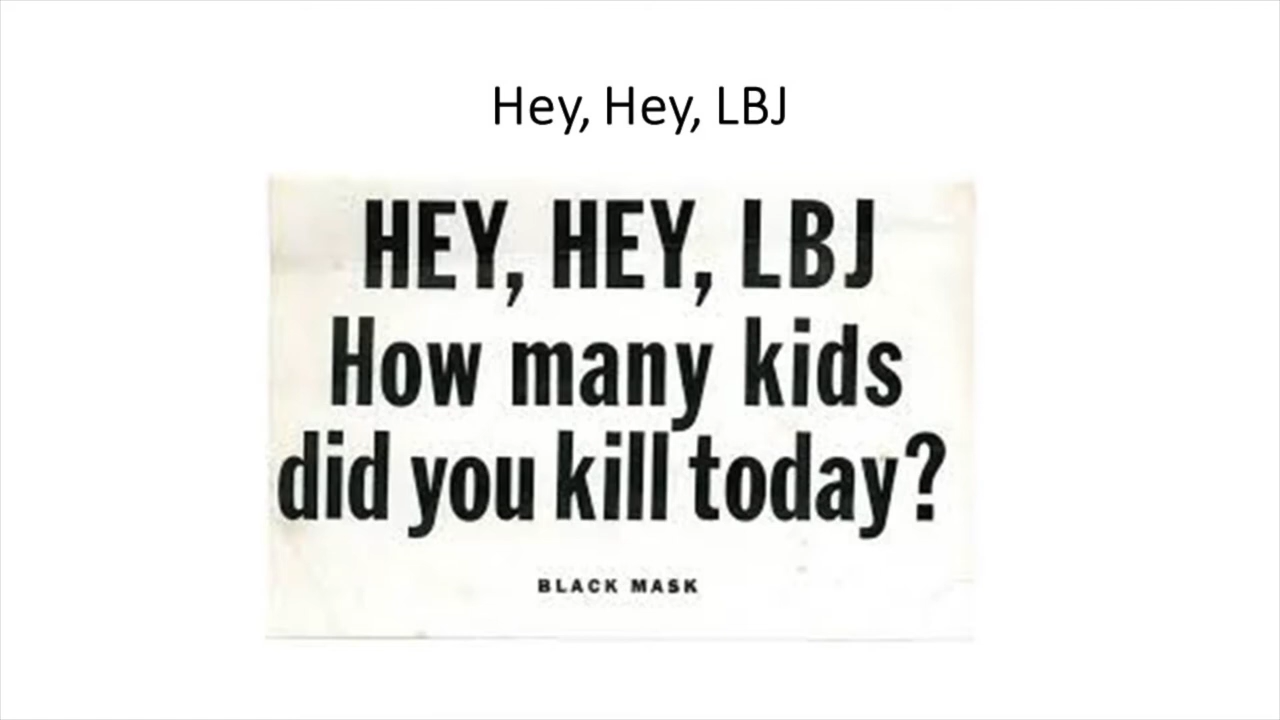 Hey, Hey, LBJ
HEY, HEY, LBJ
How many kids
did you kill today?
BLACK MASK